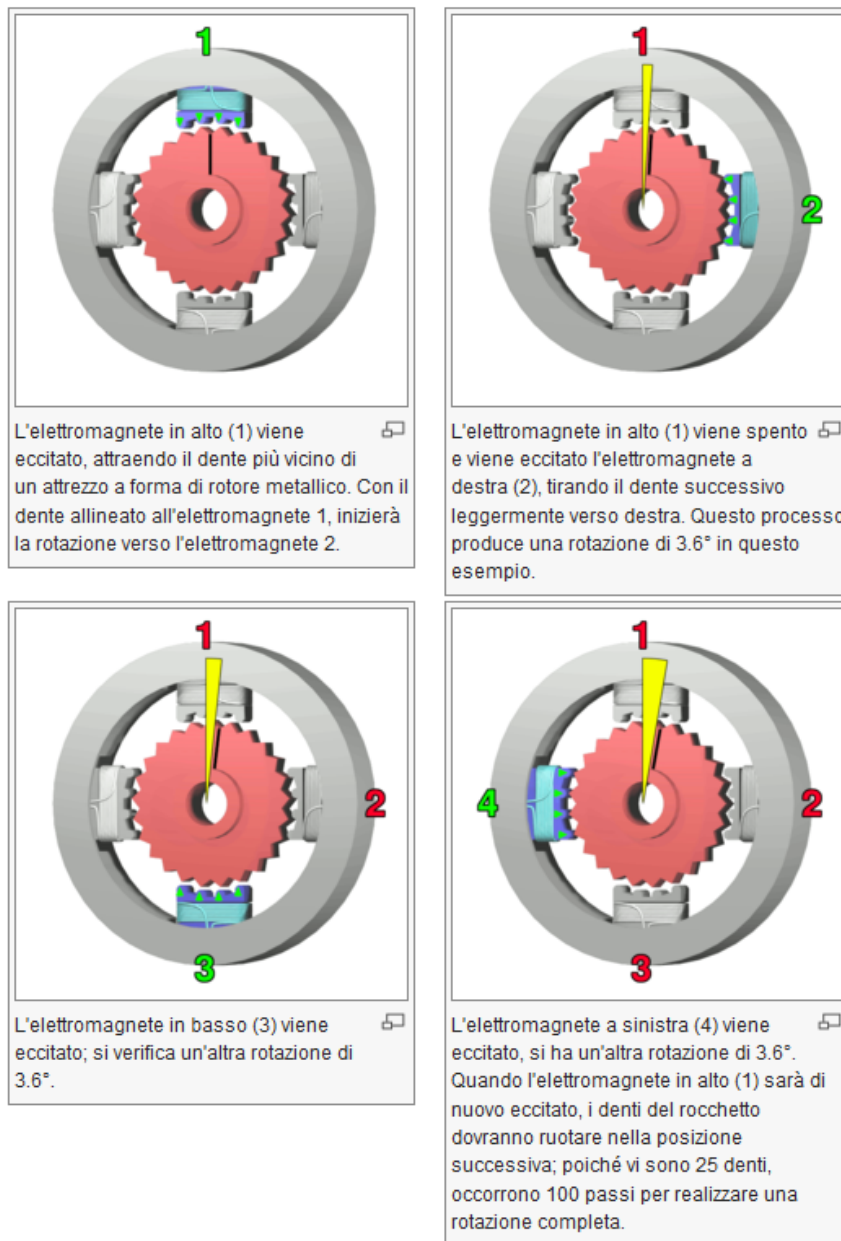 1
L'elettromagnete in alto (1) viene
eccitato, attraendo il dente più vicino di
un attrezzo a forma di rotore metallico. Con il
dente allineato all'elettromagnete 1, inizierà
la rotazione verso l'elettromagnete 2.
1
2
L'elettromagnete in alto (1) viene spento
e viene eccitato l'elettromagnete a
destra (2), tirando il dente successivo
leggermente verso destra. Questo processo
produce una rotazione di 3.6° in questo
esempio.
1
2
3
L'elettromagnete in basso (3) viene
eccitato; si verifica un'altra rotazione di
3.6°.
1
4
2
3
L'elettromagnete a sinistra (4) viene
eccitato, si ha un'altra rotazione di 3.6°.
Quando l'elettromagnete in alto (1) sarà di
nuovo eccitato, i denti del rocchetto
dovranno ruotare nella posizione
successiva; poiché vi sono 25 denti,
occorrono 100 passi per realizzare una
rotazione completa.